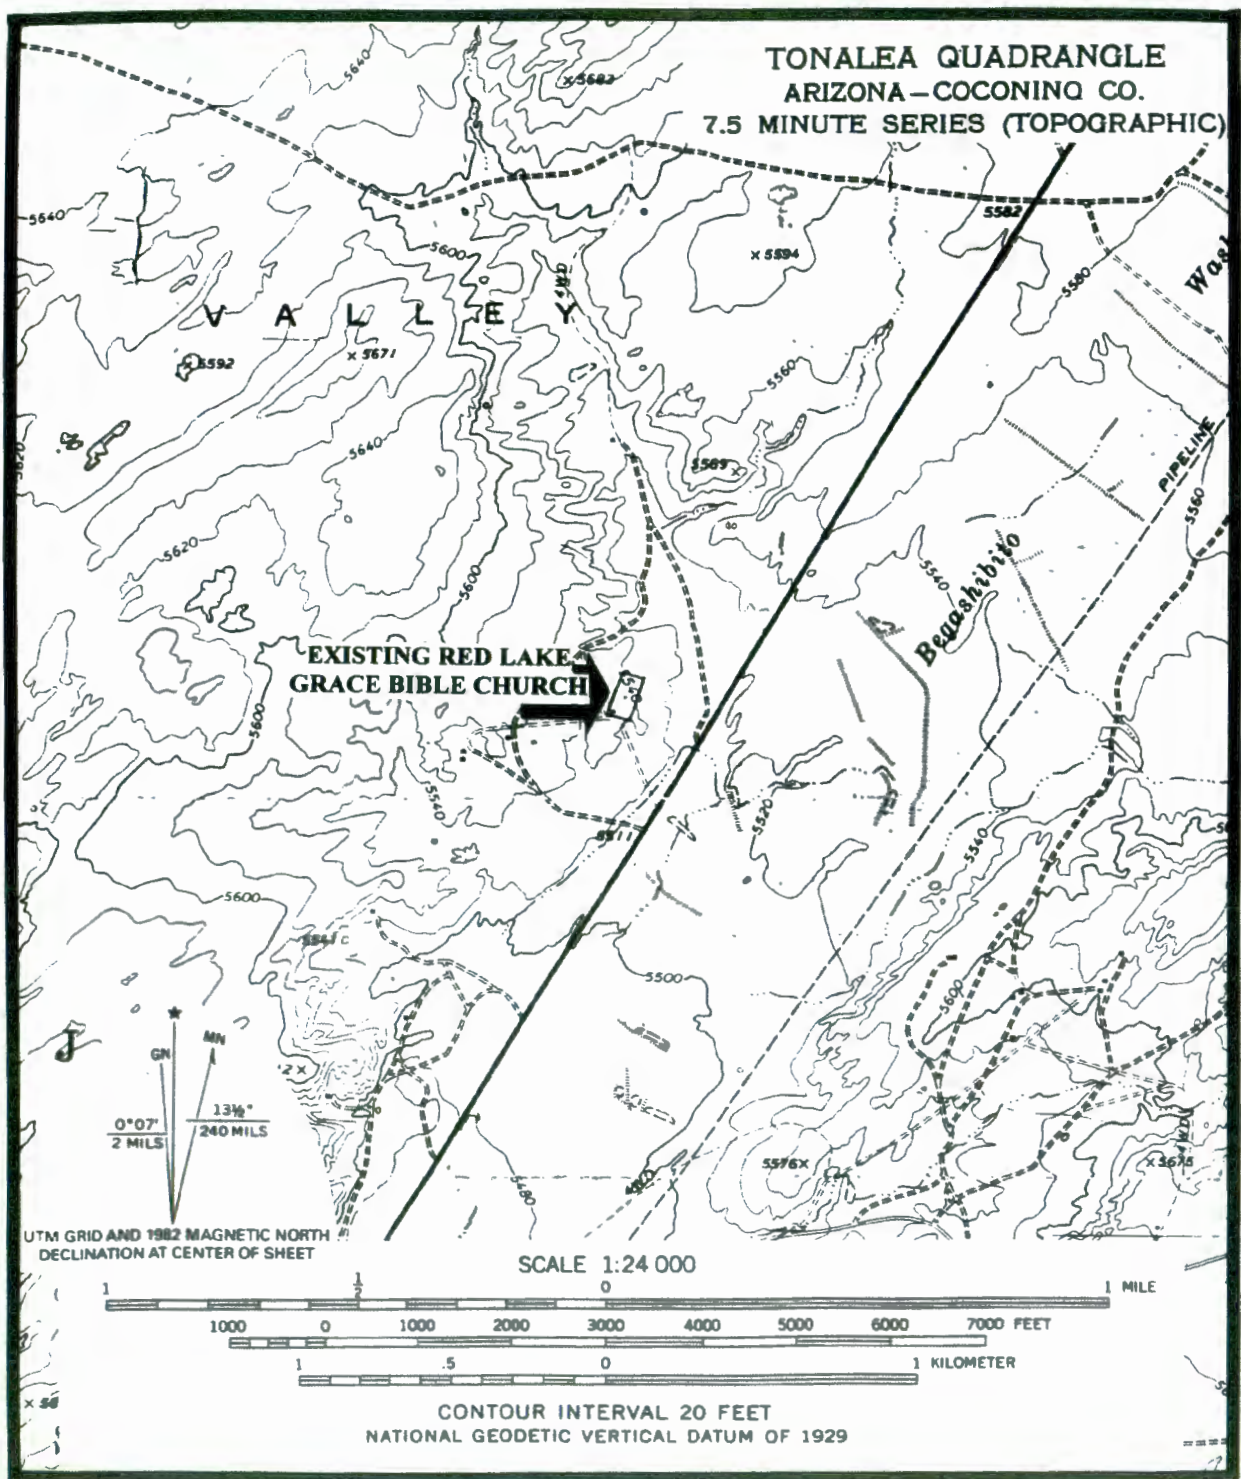 TONALEA QUADRANGLE
ARIZONA—COCONINO CO.
7.5 MINUTE SERIES (TOPOGRAPHIC)
5640
×5682
5640
5582
5600
×5594
5580
4WD
VALLEY
×5592
×5671
5560
5640
5620
5569
PIPELINE
5560
5620
5600
5540
Begashibito
EXISTING RED LAKE
GRACE BIBLE CHURCH
5600
5540
5520
5511
5540
5600
5500
5600
J
GN
MN
0°07'
2 MILS
13½°
240 MILS
5576×
4WD
×5675
5480
UTM GRID AND 1982 MAGNETIC NORTH
DECLINATION AT CENTER OF SHEET
SCALE 1:24 000
1 ½ 0 1 MILE
1000 0 1000 2000 3000 4000 5000 6000 7000 FEET
1 .5 0 1 KILOMETER
CONTOUR INTERVAL 20 FEET
NATIONAL GEODETIC VERTICAL DATUM OF 1929